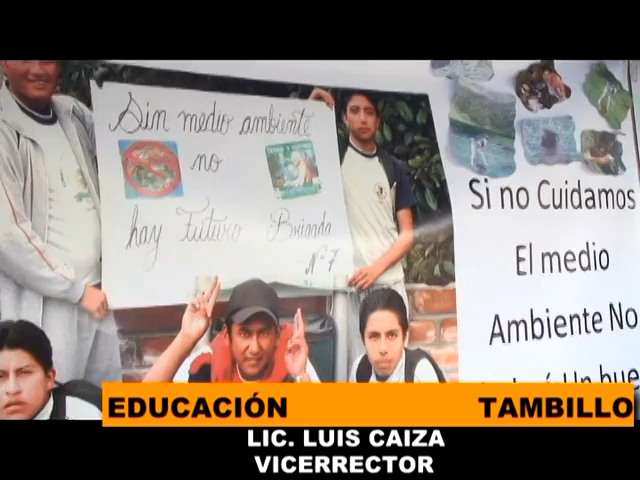 Sin medio ambiente
no
hay Futuro Brigada
N° 7
Si no Cuidamos
El medio
Ambiente No
EDUCACIÓN TAMBILLO
LIC. LUIS CAIZA
VICERRECTOR